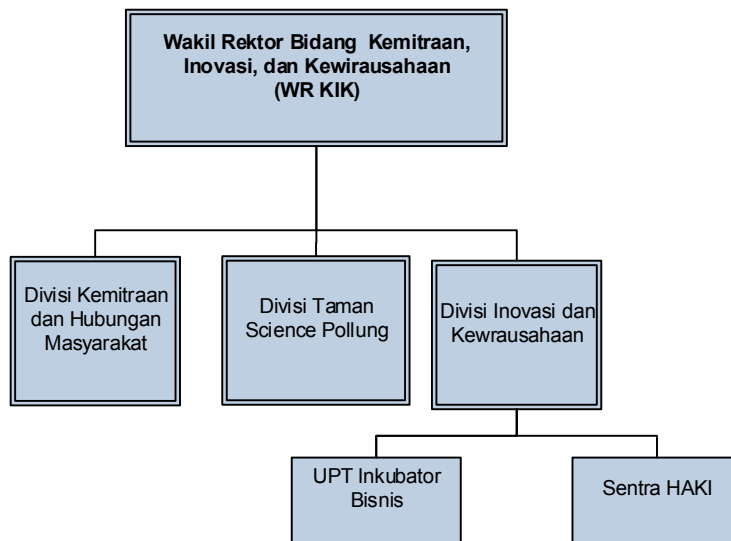 Wakil Rektor Bidang Kemitraan,
Inovasi, dan Kewirausahaan
(WR KIK)
Divisi Kemitraan
dan Hubungan
Masyarakat
Divisi Taman
Science Pollung
Divisi Inovasi dan
Kewrausahaan
UPT Inkubator
Bisnis
Sentra HAKI